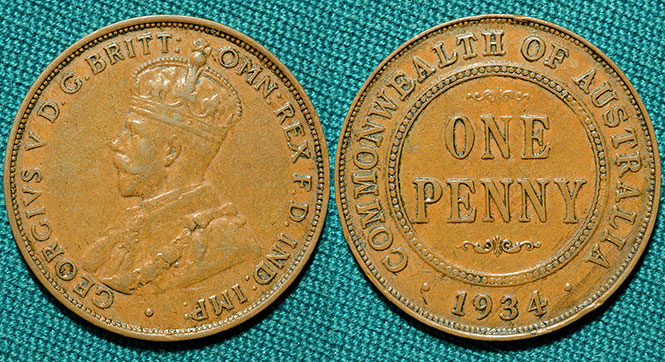 GEORGIVS V D.G.BRITT: OMN:REX F.D.IND:IMP.
COMMONWEALTH OF AUSTRALIA
ONE
PENNY
· 1934 ·